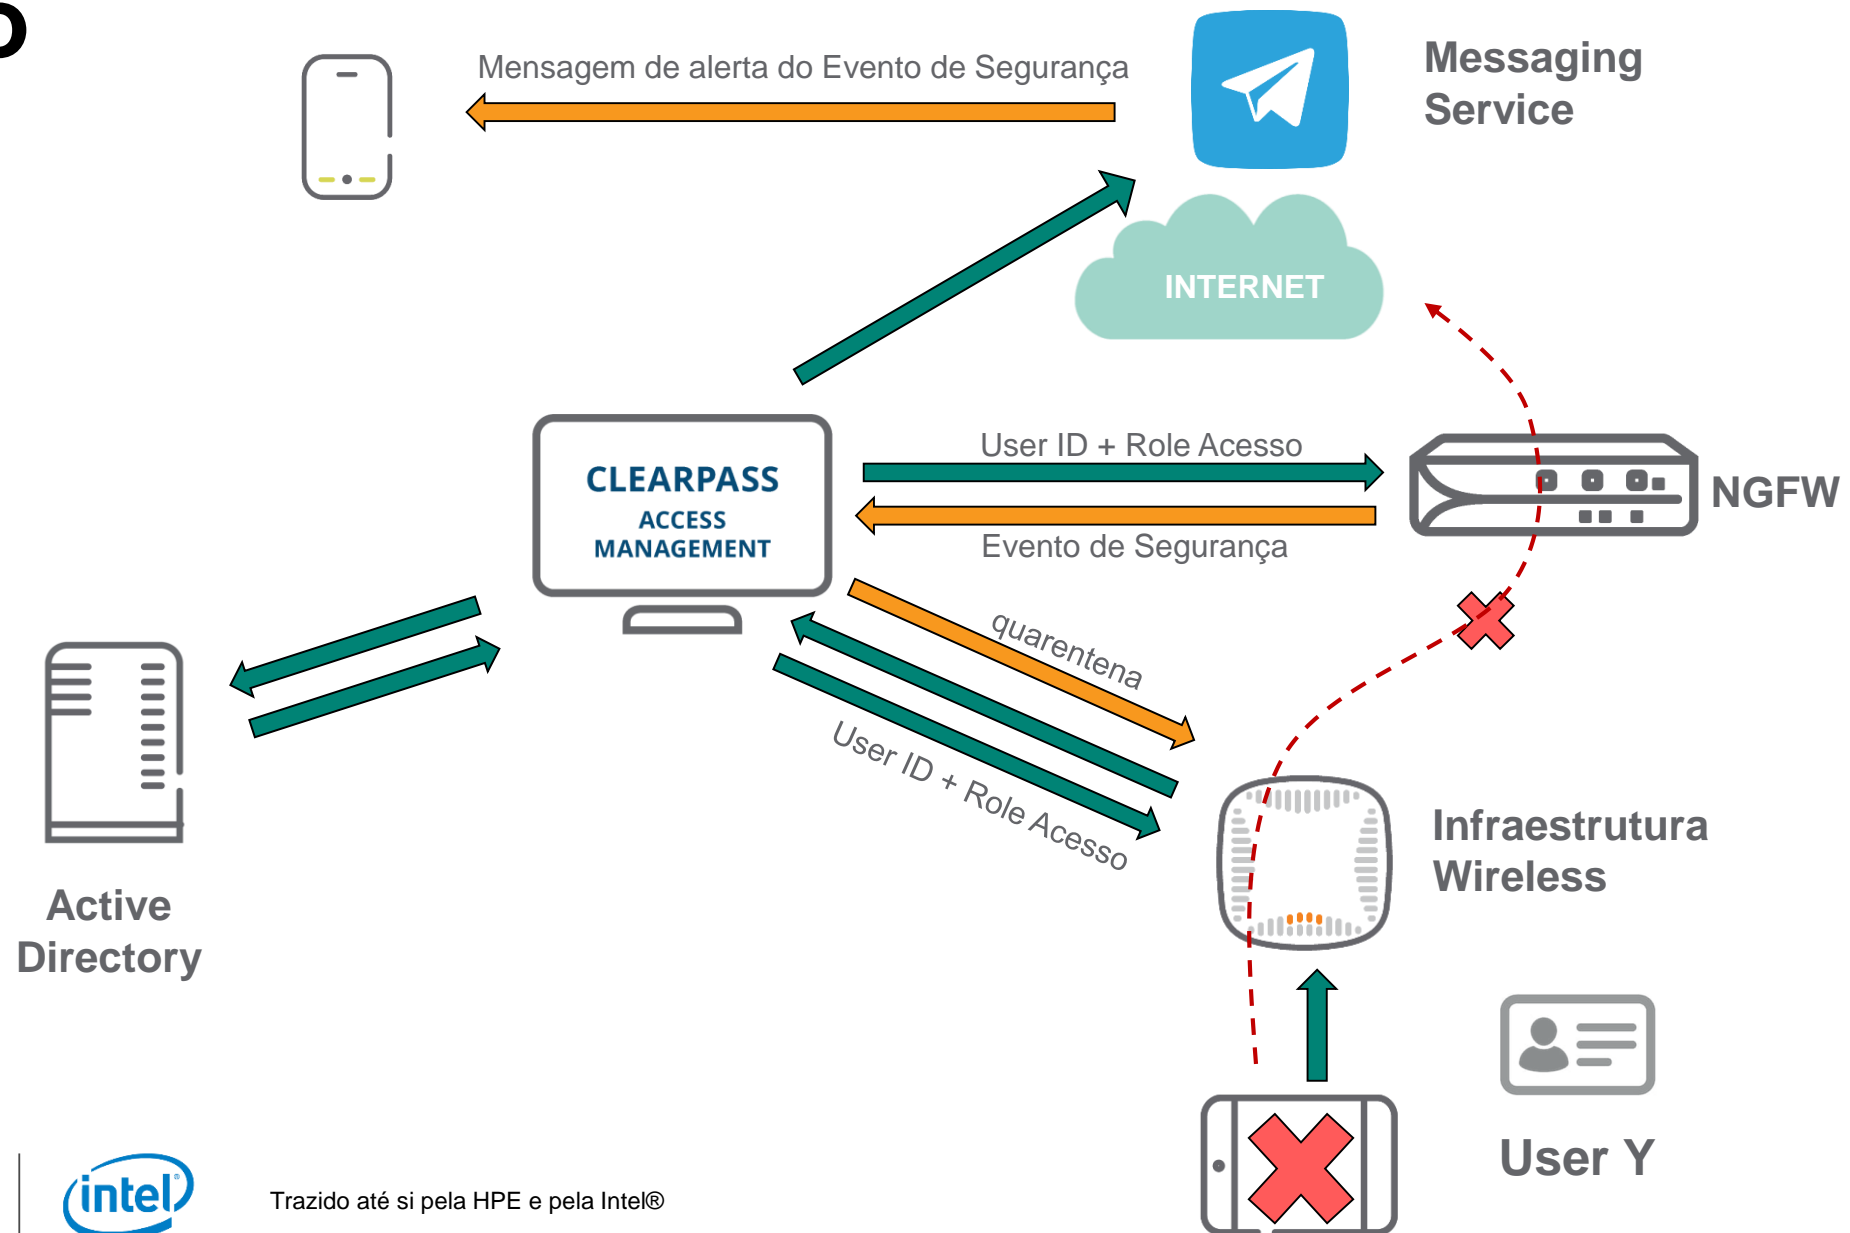 Mensagem de alerta do Evento de Segurança
Messaging
Service
INTERNET
CLEARPASS
ACCESS
MANAGEMENT
User ID + Role Acesso
Evento de Segurança
NGFW
quarentena
User ID + Role Acesso
Infraestrutura
Wireless
Active
Directory
User Y
intel®
Trazido até si pela HPE e pela Intel®